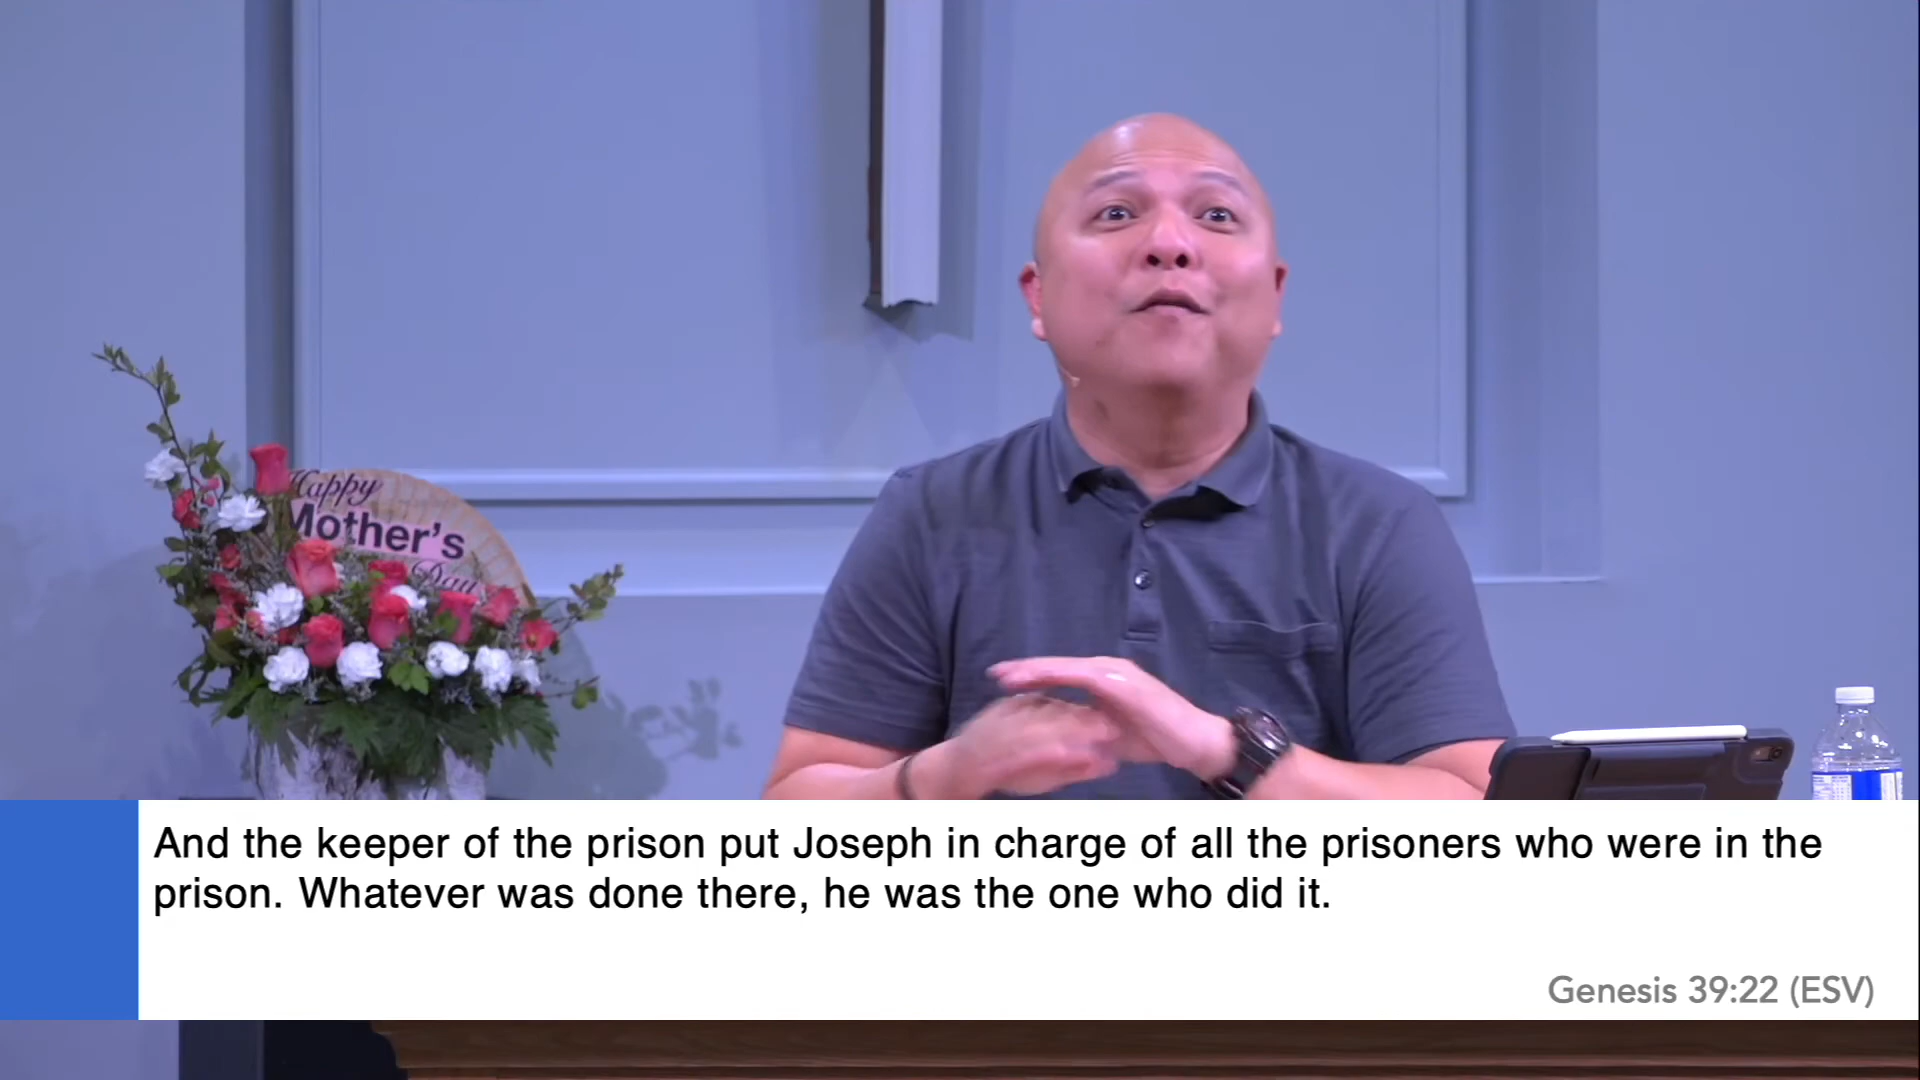 Happy
Mother's
Day
And the keeper of the prison put Joseph in charge of all the prisoners who were in the
prison. Whatever was done there, he was the one who did it.
Genesis 39:22 (ESV)